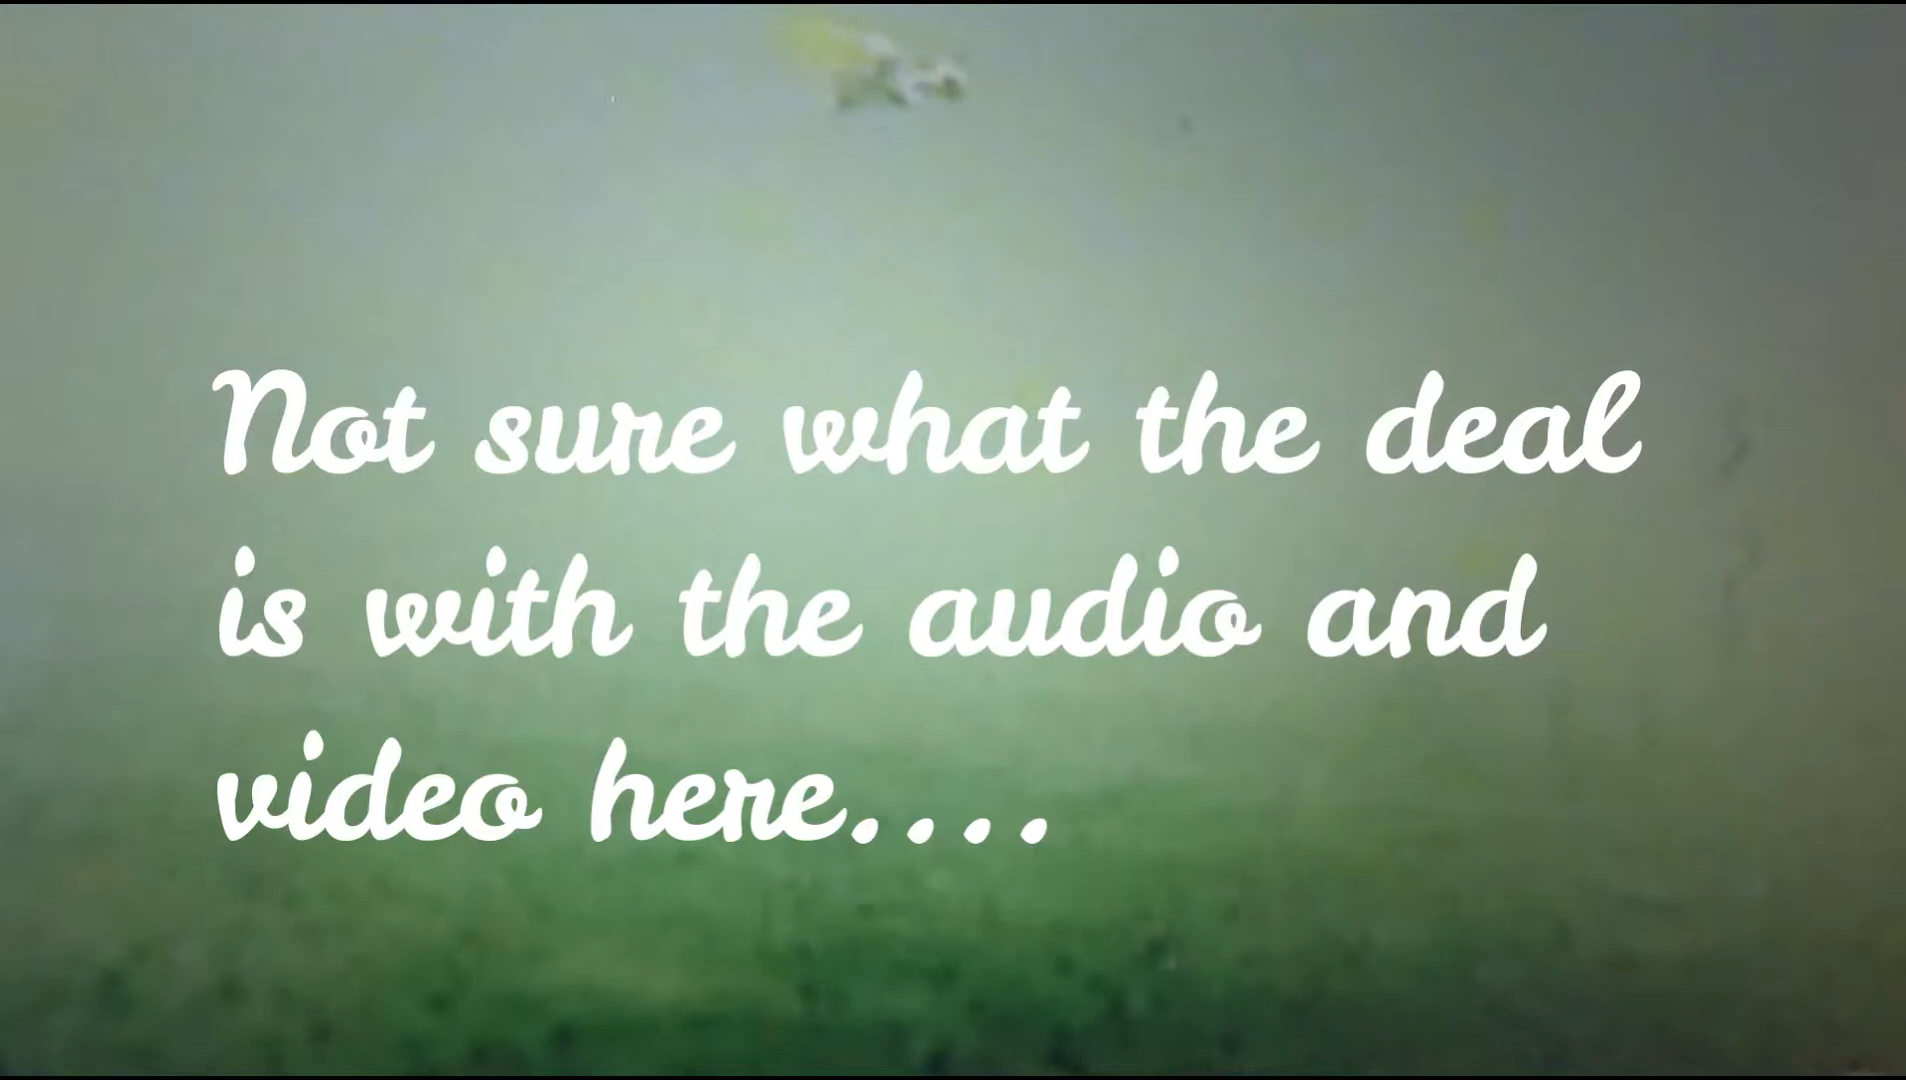 Not sure what the deal
is with the audio and
video here....